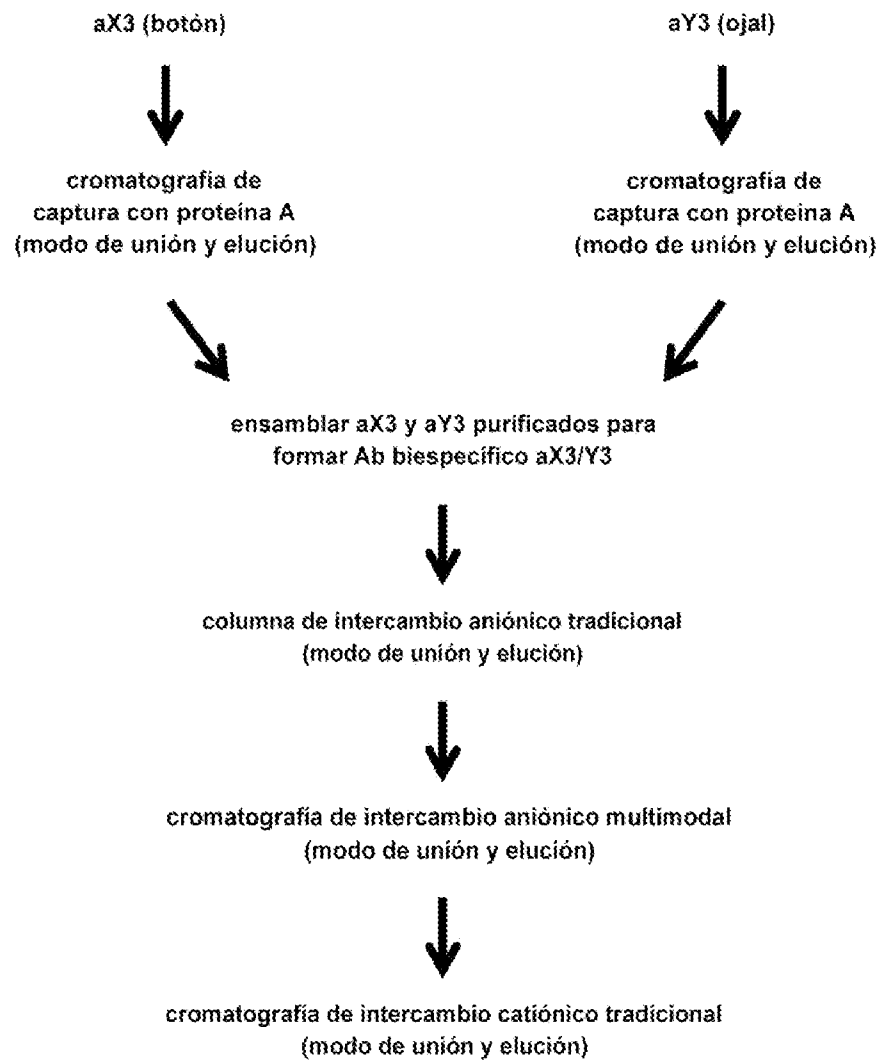 aX3 (botón)
aY3 (ojal)
cromatografía de
captura con proteína A
(modo de unión y elución)
cromatografía de
captura con proteína A
(modo de unión y elución)
ensamblar aX3 y aY3 purificados para
formar Ab biespecífico aX3/Y3
columna de intercambio aniónico tradicional
(modo de unión y elución)
cromatografía de intercambio aniónico multimodal
(modo de unión y elución)
cromatografía de intercambio catiónico tradicional
(modo de unión y elución)